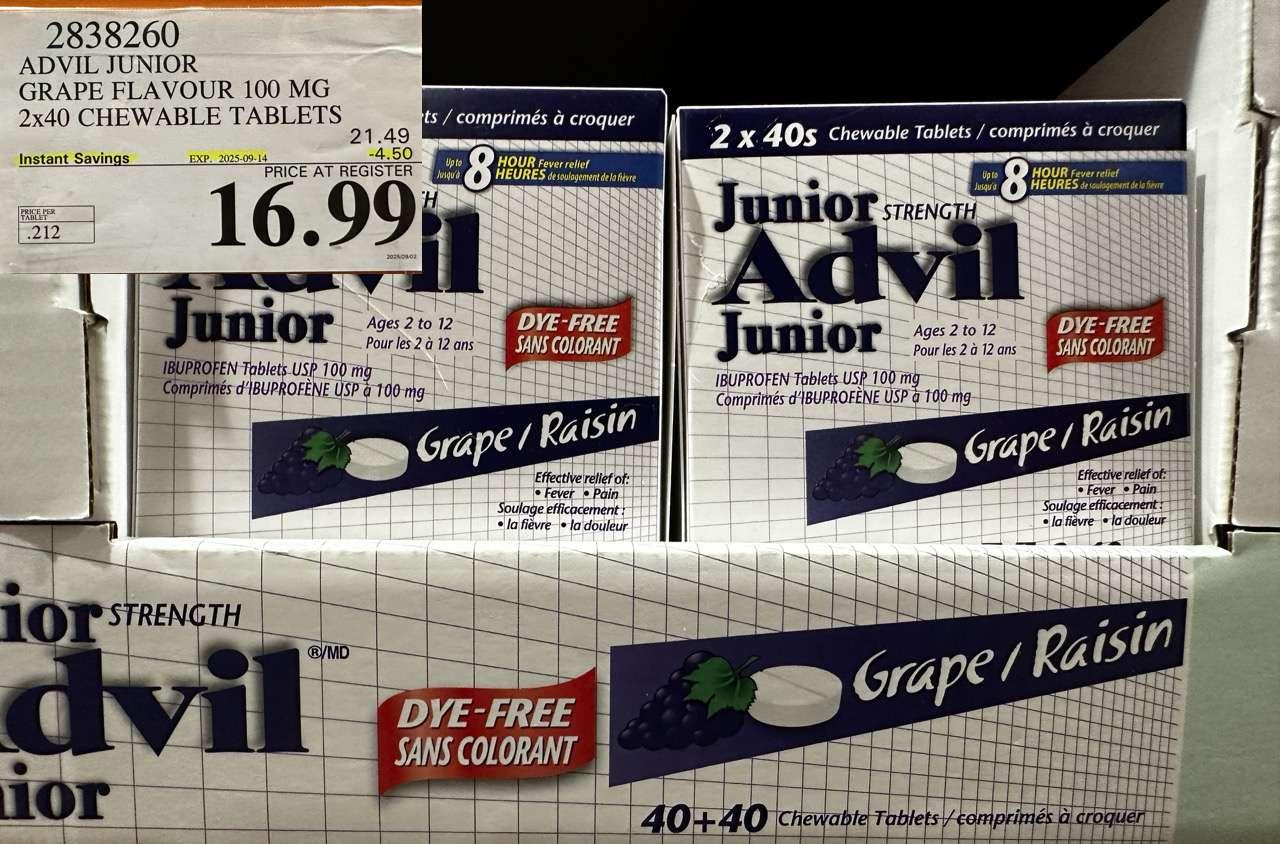 2838260
ADVIL JUNIOR
GRAPE FLAVOUR 100 MG
2x40 CHEWABLE TABLETS
21.49
Instant Savings EXP. 2025-09-14 -4.50
PRICE AT REGISTER
PRICE PER
TABLET
.212
16.99
2025/09/02
ts / comprimés à croquer
Up to 8 HOUR Fever relief
Jusqu'à HEURES de soulagement de la fièvre
H
Advil
Junior
Ages 2 to 12
Pour les 2 à 12 ans
DYE-FREE
SANS COLORANT
IBUPROFEN Tablets USP 100 mg
Comprimés d'IBUPROFÈNE USP à 100 mg
Grape / Raisin
Effective relief of:
• Fever • Pain
Soulage efficacement :
• la fièvre • la douleur
2 x 40s Chewable Tablets / comprimés à croquer
Up to 8 HOUR Fever relief
Jusqu'à HEURES de soulagement de la fièvre
Junior STRENGTH
Advil
Junior
Ages 2 to 12
Pour les 2 à 12 ans
DYE-FREE
SANS COLORANT
IBUPROFEN Tablets USP 100 mg
Comprimés d'IBUPROFÈNE USP à 100 mg
Grape / Raisin
Effective relief of:
• Fever • Pain
Soulage efficacement :
• la fièvre • la douleur
ior STRENGTH
dvil ®/MD
ior
DYE-FREE
SANS COLORANT
Grape / Raisin
40+40 Chewable Tablets / comprimés à croquer